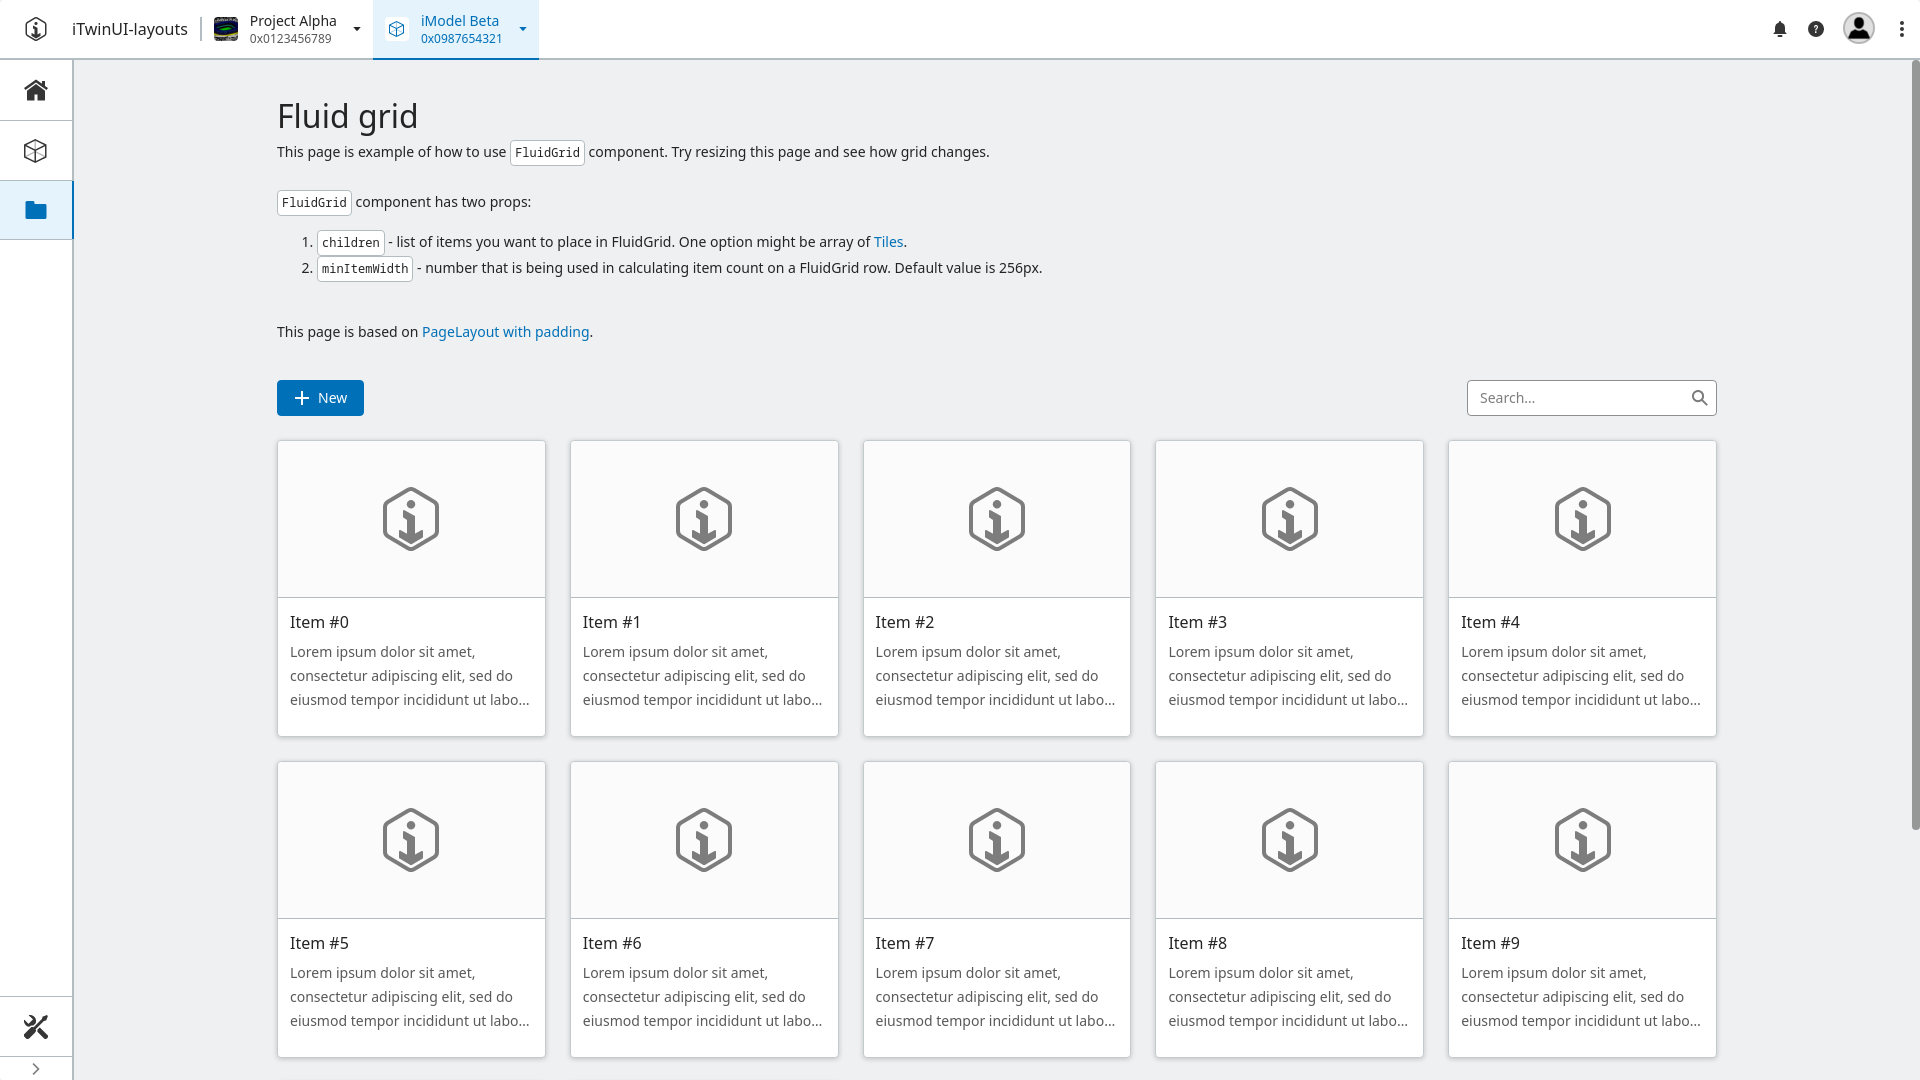 iTwinUI-layouts
Project Alpha
0x0123456789
iModel Beta
0x0987654321
Fluid grid
This page is example of how to use FluidGrid component. Try resizing this page and see how grid changes.
FluidGrid component has two props:
1. children - list of items you want to place in FluidGrid. One option might be array of Tiles.
2. minItemWidth - number that is being used in calculating item count on a FluidGrid row. Default value is 256px.
This page is based on PageLayout with padding.
New
Search...
Item #0
Lorem ipsum dolor sit amet,
consectetur adipiscing elit, sed do
eiusmod tempor incididunt ut labo...
Item #1
Lorem ipsum dolor sit amet,
consectetur adipiscing elit, sed do
eiusmod tempor incididunt ut labo...
Item #2
Lorem ipsum dolor sit amet,
consectetur adipiscing elit, sed do
eiusmod tempor incididunt ut labo...
Item #3
Lorem ipsum dolor sit amet,
consectetur adipiscing elit, sed do
eiusmod tempor incididunt ut labo...
Item #4
Lorem ipsum dolor sit amet,
consectetur adipiscing elit, sed do
eiusmod tempor incididunt ut labo...
Item #5
Lorem ipsum dolor sit amet,
consectetur adipiscing elit, sed do
eiusmod tempor incididunt ut labo...
Item #6
Lorem ipsum dolor sit amet,
consectetur adipiscing elit, sed do
eiusmod tempor incididunt ut labo...
Item #7
Lorem ipsum dolor sit amet,
consectetur adipiscing elit, sed do
eiusmod tempor incididunt ut labo...
Item #8
Lorem ipsum dolor sit amet,
consectetur adipiscing elit, sed do
eiusmod tempor incididunt ut labo...
Item #9
Lorem ipsum dolor sit amet,
consectetur adipiscing elit, sed do
eiusmod tempor incididunt ut labo...